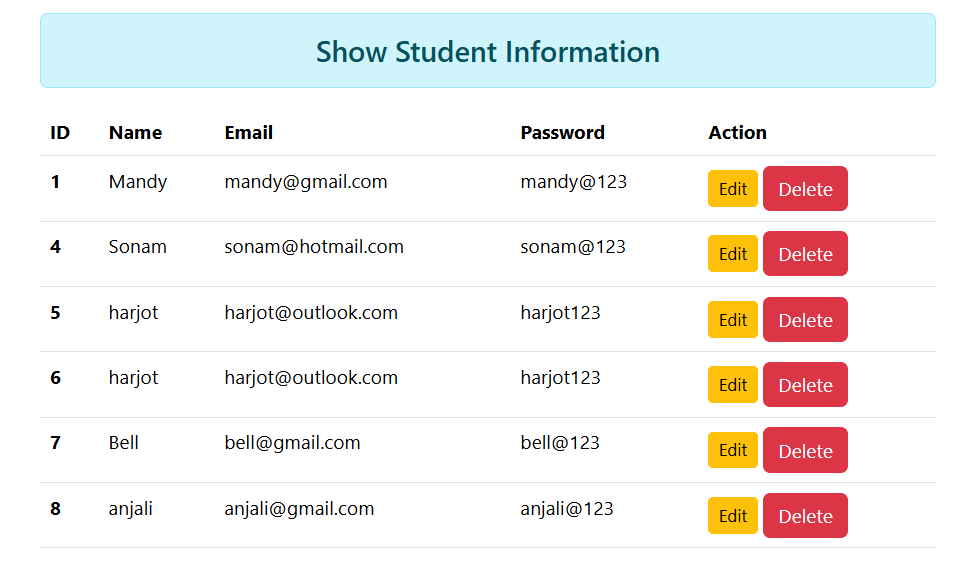 Show Student Information
ID Name Email Password Action
1 Mandy mandy@gmail.com mandy@123 Edit Delete
4 Sonam sonam@hotmail.com sonam@123 Edit Delete
5 harjot harjot@outlook.com harjot123 Edit Delete
6 harjot harjot@outlook.com harjot123 Edit Delete
7 Bell bell@gmail.com bell@123 Edit Delete
8 anjali anjali@gmail.com anjali@123 Edit Delete